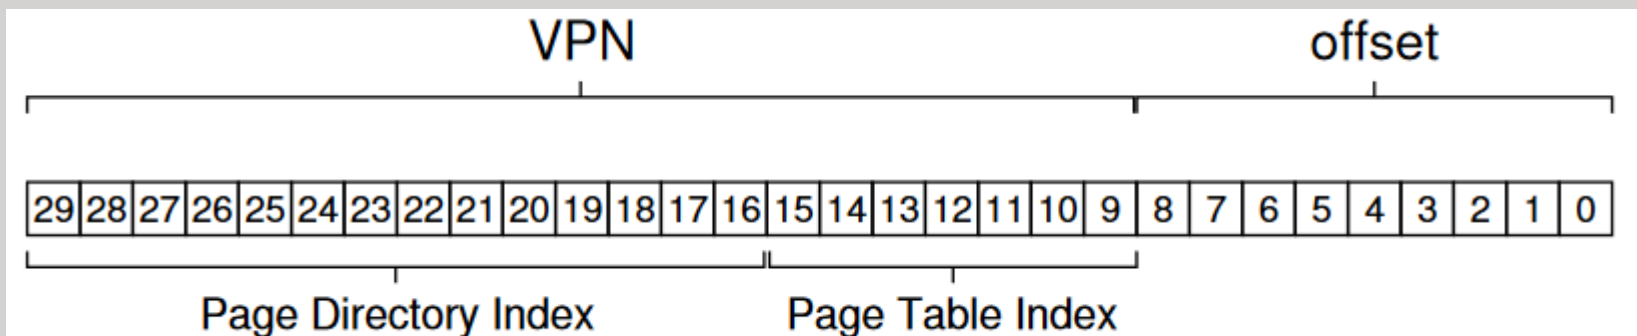 VPN offset
29 28 27 26 25 24 23 22 21 20 19 18 17 16 15 14 13 12 11 10 9 8 7 6 5 4 3 2 1 0
Page Directory Index Page Table Index